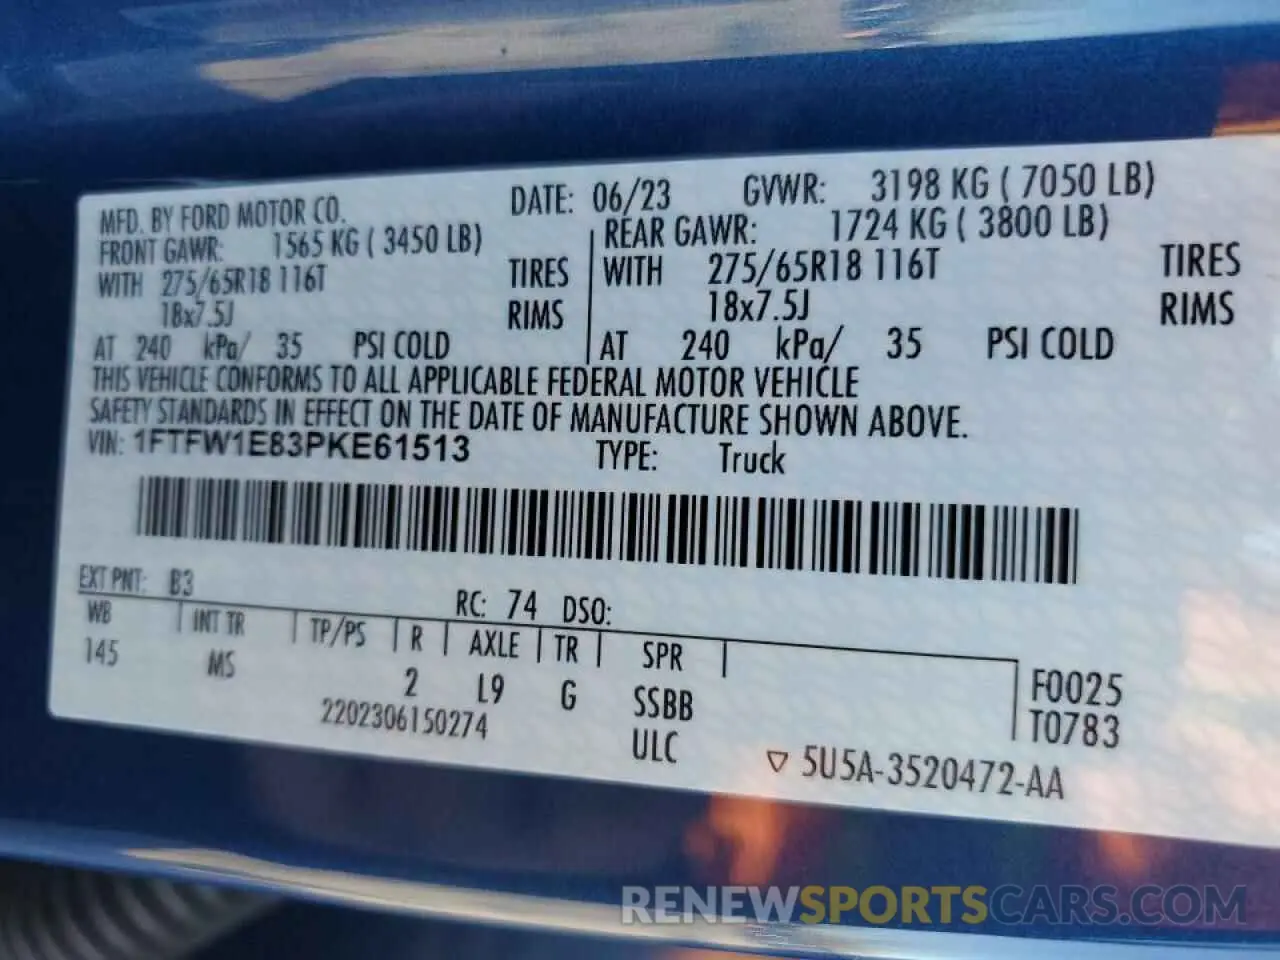 MFD. BY FORD MOTOR CO. DATE: 06/23 GVWR: 3198 KG ( 7050 LB)
FRONT GAWR: 1565 KG ( 3450 LB) REAR GAWR: 1724 KG ( 3800 LB)
WITH 275/65R18 116T TIRES WITH 275/65R18 116T TIRES
18x7.5J RIMS 18x7.5J RIMS
AT 240 kPa/ 35 PSI COLD AT 240 kPa/ 35 PSI COLD
THIS VEHICLE CONFORMS TO ALL APPLICABLE FEDERAL MOTOR VEHICLE
SAFETY STANDARDS IN EFFECT ON THE DATE OF MANUFACTURE SHOWN ABOVE.
VIN: 1FTFW1E83PKE61513 TYPE: Truck
EXT PNT: B3 RC: 74 DSO:
WB INT TR TP/PS R AXLE TR SPR
145 MS 2 L9 G SSBB F0025
2202306150274 ULC T0783
▽ 5U5A-3520472-AA
RENEWSPORTSCARS.COM